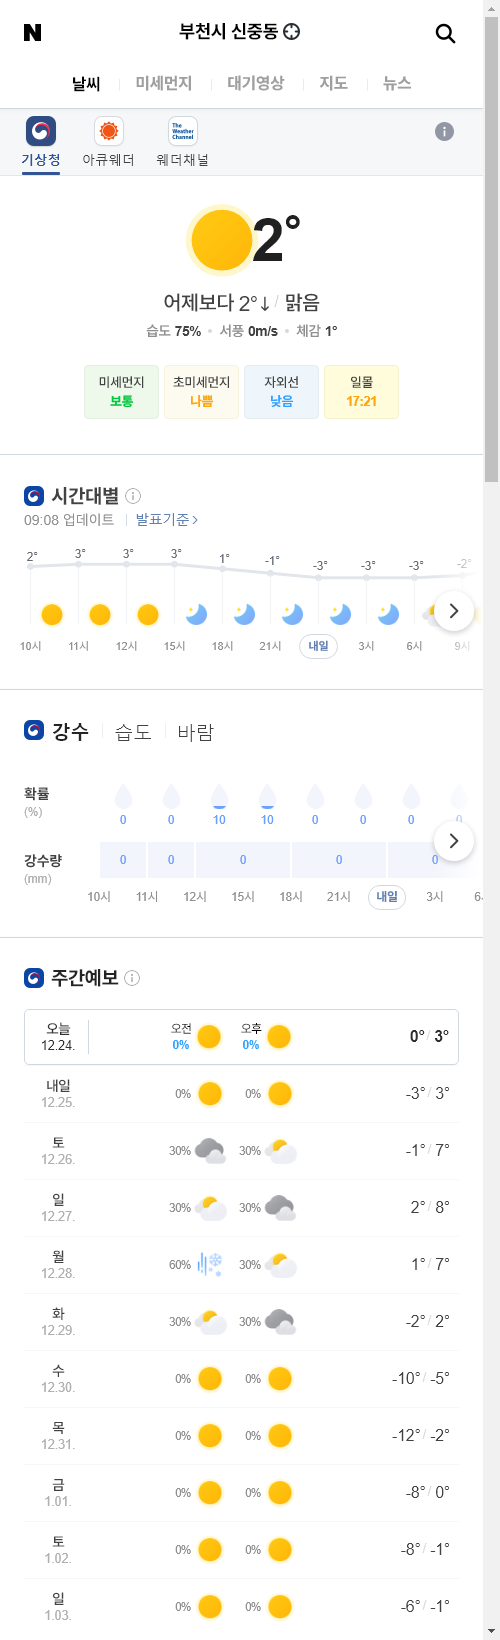 N
부천시 신중동
날씨 미세먼지 대기영상 지도 뉴스
The Weather Channel
기상청 아큐웨더 웨더채널
2°
어제보다 2°↓ / 맑음
습도 75% 서풍 0m/s 체감 1°
미세먼지 초미세먼지 자외선 일몰
보통 나쁨 낮음 17:21
시간대별
09:08 업데이트 발표기준
2° 3° 3° 3° 1° -1° -3° -3° -3° -2°
10시 11시 12시 15시 18시 21시 내일 3시 6시 9시
강수 습도 바람
확률
(%)
0 0 10 10 0 0 0 0
강수량
(mm)
0 0 0 0 0
10시 11시 12시 15시 18시 21시 내일 3시
주간예보
오늘 12.24. 오전 0% 오후 0% 0° / 3°
내일 12.25. 0% 0% -3° / 3°
토 12.26. 30% 30% -1° / 7°
일 12.27. 30% 30% 2° / 8°
월 12.28. 60% 30% 1° / 7°
화 12.29. 30% 30% -2° / 2°
수 12.30. 0% 0% -10° / -5°
목 12.31. 0% 0% -12° / -2°
금 1.01. 0% 0% -8° / 0°
토 1.02. 0% 0% -8° / -1°
일 1.03. 0% 0% -6° / -1°